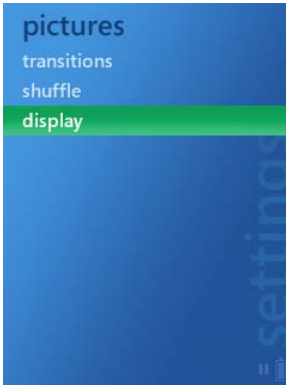 pictures
transitions
shuffle
display
settings